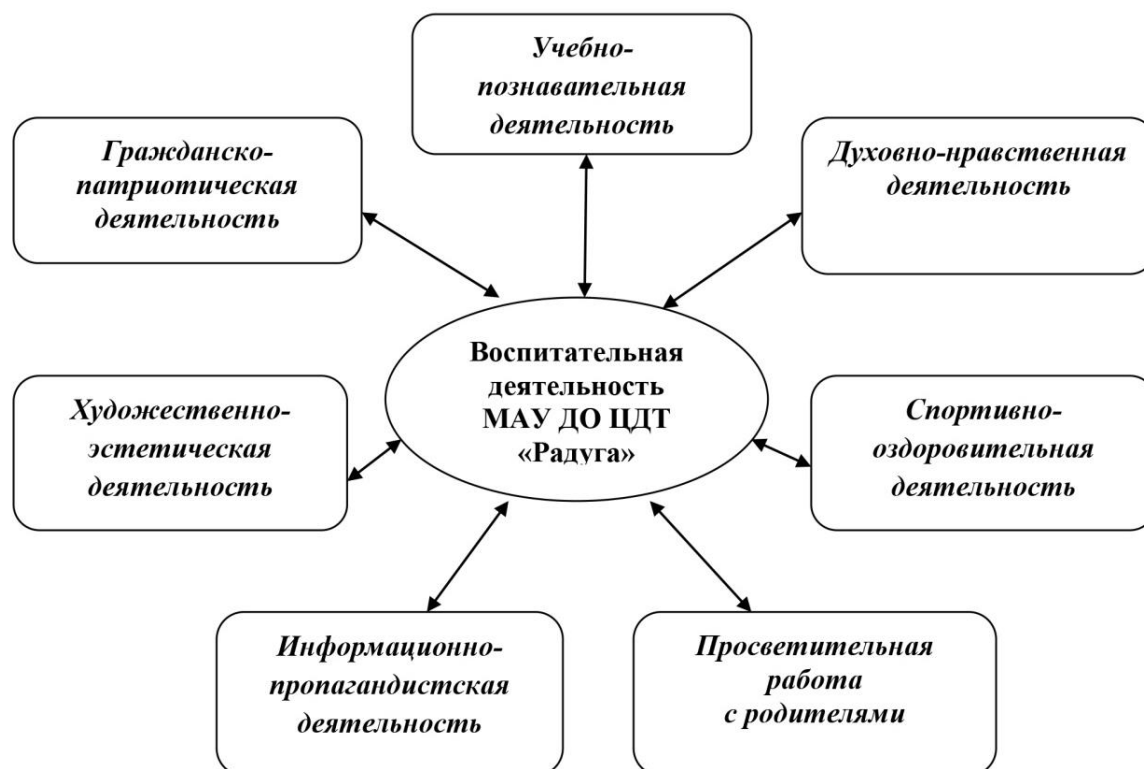 Учебно-
познавательная
деятельность
Гражданско-
патриотическая
деятельность
Духовно-нравственная
деятельность
Воспитательная
деятельность
МАУ ДО ЦДТ
«Радуга»
Художественно-
эстетическая
деятельность
Спортивно-
оздоровительная
деятельность
Информационно-
пропагандистская
деятельность
Просветительная
работа
с родителями